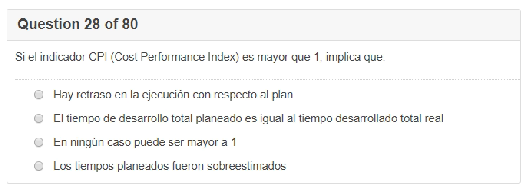 Question 28 of 80
Si el indicador CPI (Cost Performance Index) es mayor que 1, implica que:
Hay retraso en la ejecución con respecto al plan
El tiempo de desarrollo total planeado es igual al tiempo desarrollado total real
En ningún caso puede ser mayor a 1
Los tiempos planeados fueron sobreestimados